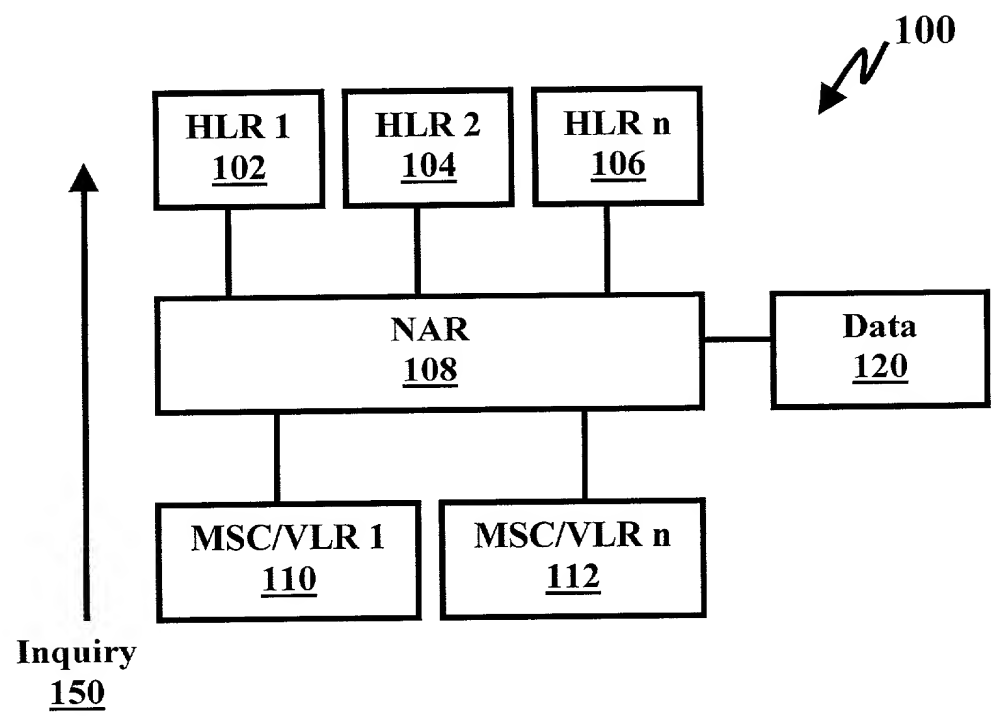 100
HLR 1
102
HLR 2
104
HLR n
106
NAR
108
Data
120
MSC/VLR 1
110
MSC/VLR n
112
Inquiry
150